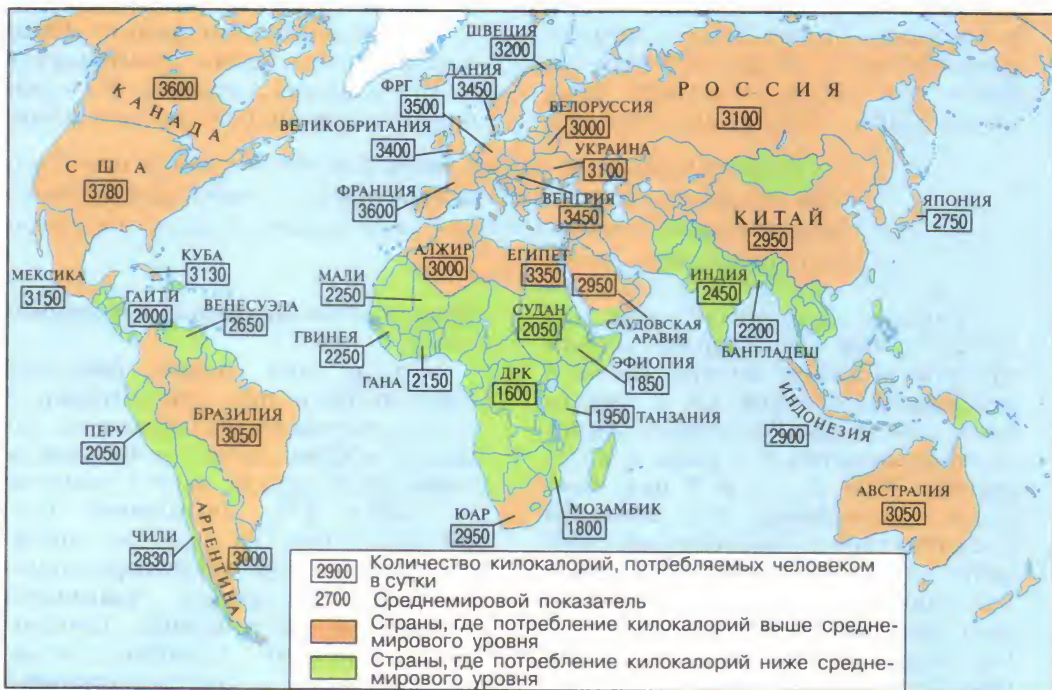 ШВЕЦИЯ
3200
ДАНИЯ
3450
ФРГ
3500
КАНАДА
3600
РОССИЯ
3100
БЕЛОРУССИЯ
3000
ВЕЛИКОБРИТАНИЯ
3400
УКРАИНА
3100
США
3780
ФРАНЦИЯ
3600
ВЕНГРИЯ
3450
ЯПОНИЯ
2750
КИТАЙ
2950
АЛЖИР
3000
ЕГИПЕТ
3350
КУБА
3130
МЕКСИКА
3150
ГАИТИ
2000
ВЕНЕСУЭЛА
2650
МАЛИ
2250
2950
САУДОВСКАЯ
АРАВИЯ
ИНДИЯ
2450
СУДАН
2050
2200
БАНГЛАДЕШ
ГВИНЕЯ
2250
ГАНА
2150
ЭФИОПИЯ
1850
ДРК
1600
1950
ТАНЗАНИЯ
ИНДОНЕЗИЯ
2900
ПЕРУ
2050
БРАЗИЛИЯ
3050
АВСТРАЛИЯ
3050
ЮАР
2950
МОЗАМБИК
1800
ЧИЛИ
2830
АРГЕНТИНА
3000
2900 Количество килокалорий, потребляемых человеком
в сутки
2700 Среднемировой показатель
Страны, где потребление килокалорий выше средне-
мирового уровня
Страны, где потребление килокалорий ниже средне-
мирового уровня